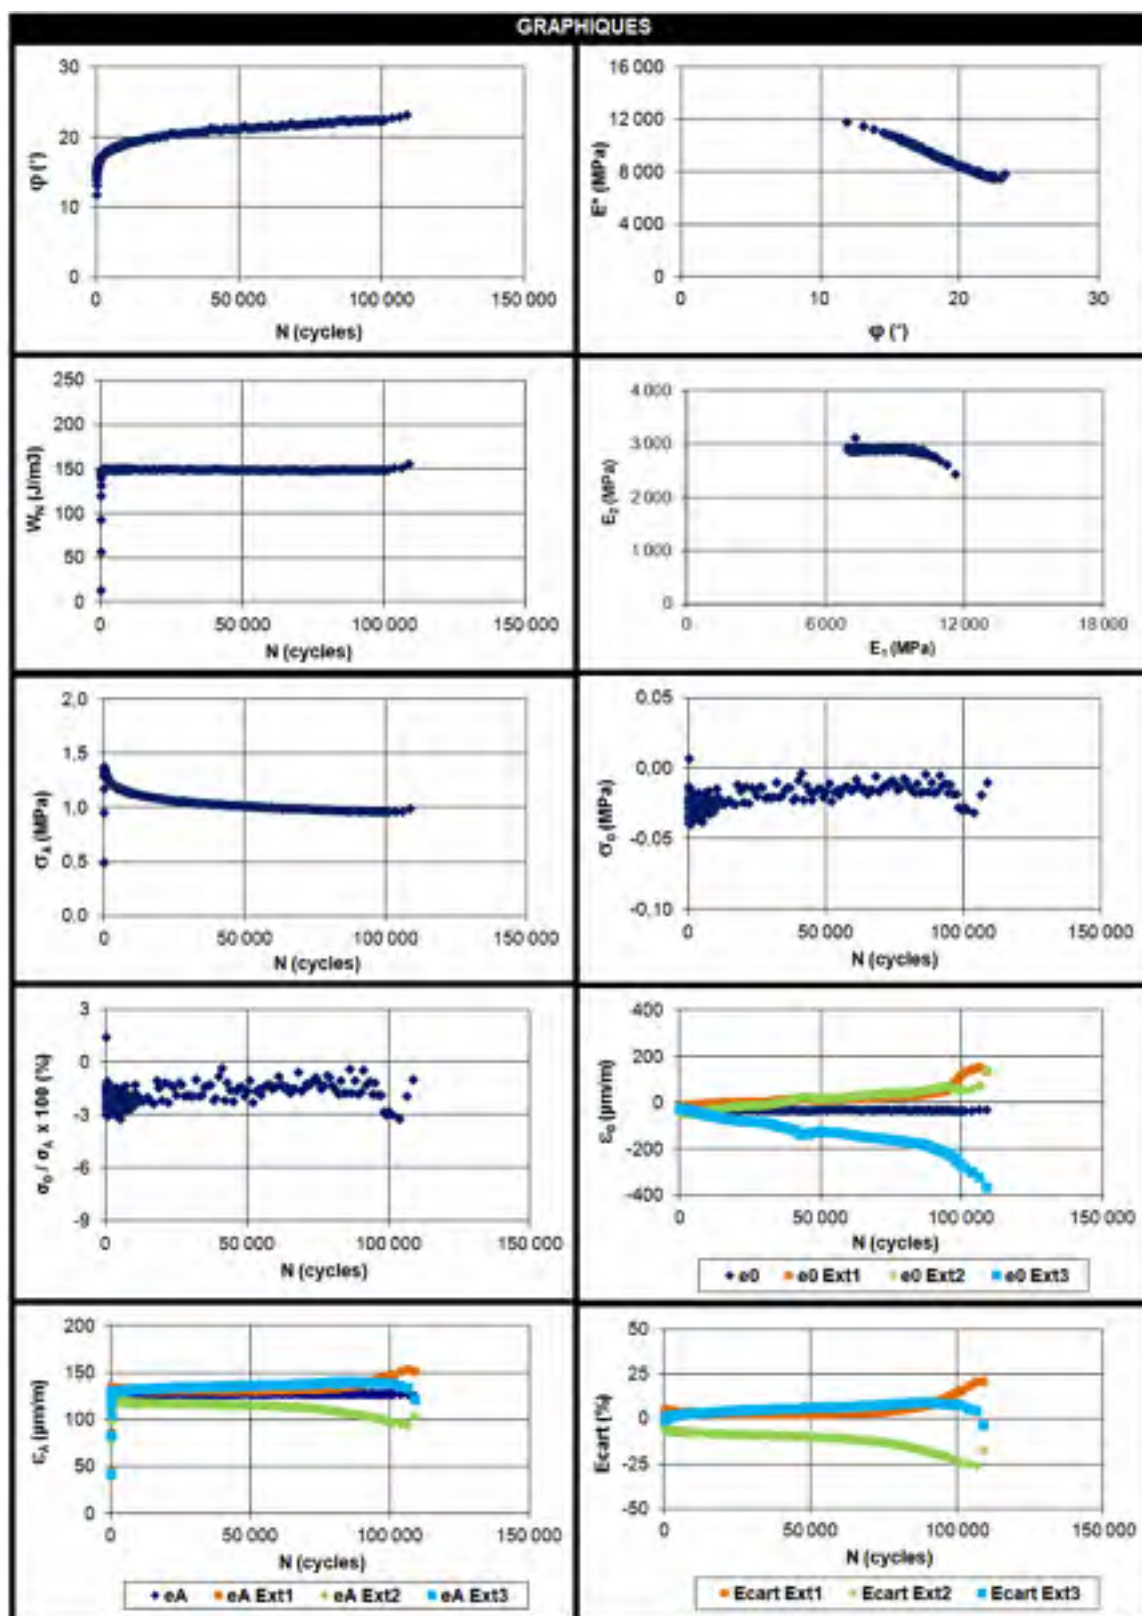 GRAPHIQUES
30
20
10
0
φ (°)
0 50 000 100 000 150 000
N (cycles)
16 000
12 000
8 000
4 000
0
E* (MPa)
0 10 20 30
φ (°)
250
200
150
100
50
0
W_N (J/m3)
0 50 000 100 000 150 000
N (cycles)
4 000
3 000
2 000
1 000
0
E₂ (MPa)
0 6 000 12 000 18 000
E₁ (MPa)
2,0
1,5
1,0
0,5
0,0
σ_A (MPa)
0 50 000 100 000 150 000
N (cycles)
0,05
0,00
-0,05
-0,10
σ₀ (MPa)
0 50 000 100 000 150 000
N (cycles)
3
0
-3
-6
-9
σ₀ / σ_A x 100 (%)
0 50 000 100 000 150 000
N (cycles)
400
200
0
-200
-400
ε₀ (µm/m)
0 50 000 100 000 150 000
N (cycles)
e0 e0 Ext1 e0 Ext2 e0 Ext3
200
150
100
50
0
ε_A (µm/m)
0 50 000 100 000 150 000
N (cycles)
eA eA Ext1 eA Ext2 eA Ext3
50
25
0
-25
-50
Ecart (%)
0 50 000 100 000 150 000
N (cycles)
Ecart Ext1 Ecart Ext2 Ecart Ext3